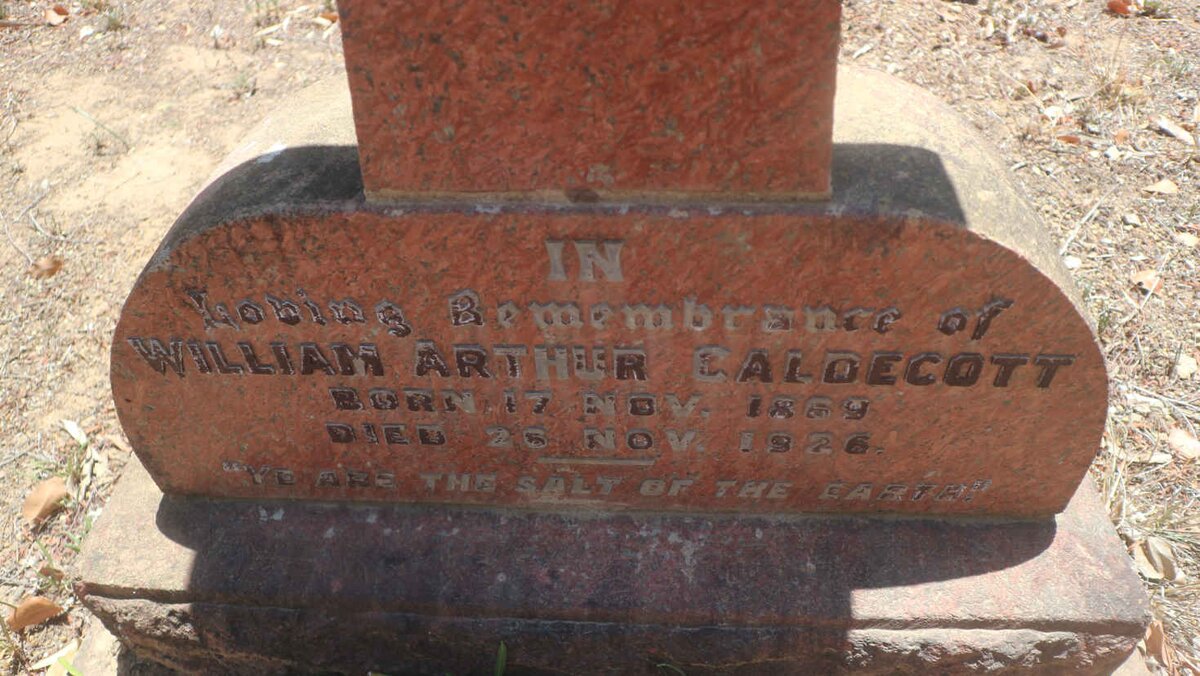 IN
Loving Remembrance of
WILLIAM ARTHUR CALDECOTT
BORN 17 NOV. 1869
DIED 26 NOV. 1926.
"YE ARE THE SALT OF THE EARTH."